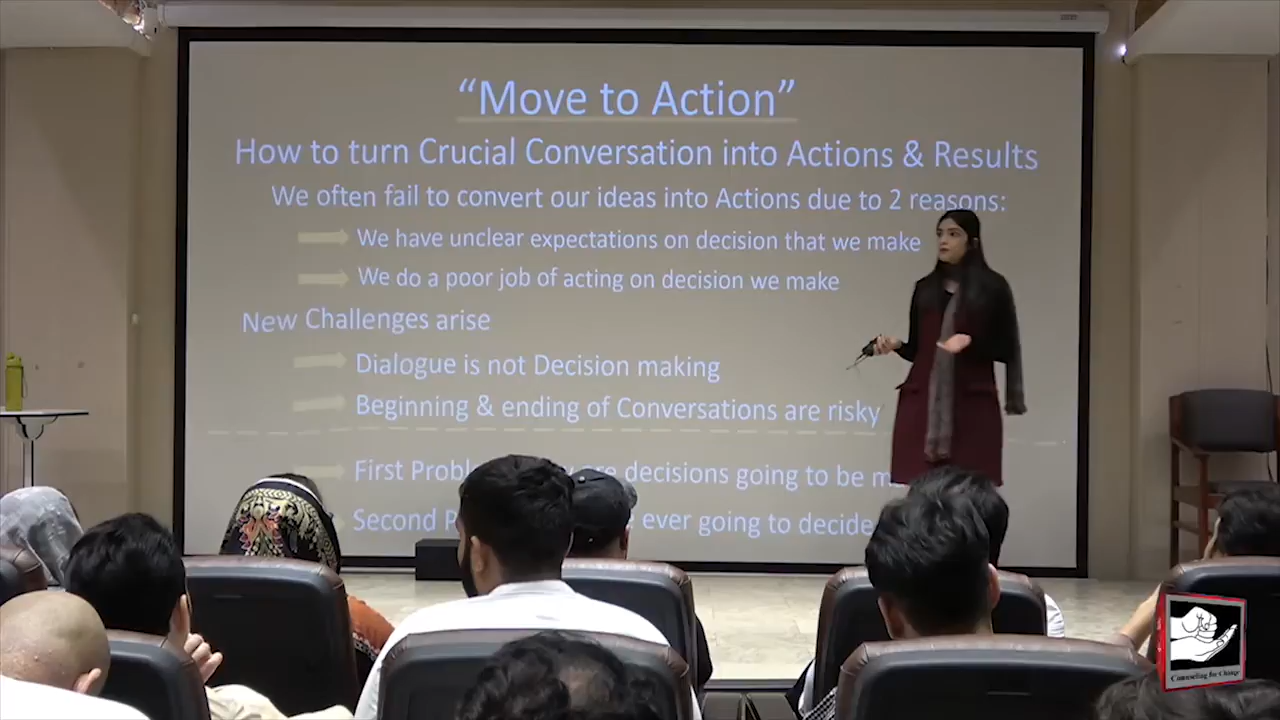 “Move to Action”
How to turn Crucial Conversation into Actions & Results
We often fail to convert our ideas into Actions due to 2 reasons:
We have unclear expectations on decision that we make
We do a poor job of acting on decision we make
New Challenges arise
Dialogue is not Decision making
Beginning & ending of Conversations are risky
First are decisions going to be
Second ever going to decide
Counseling for Change